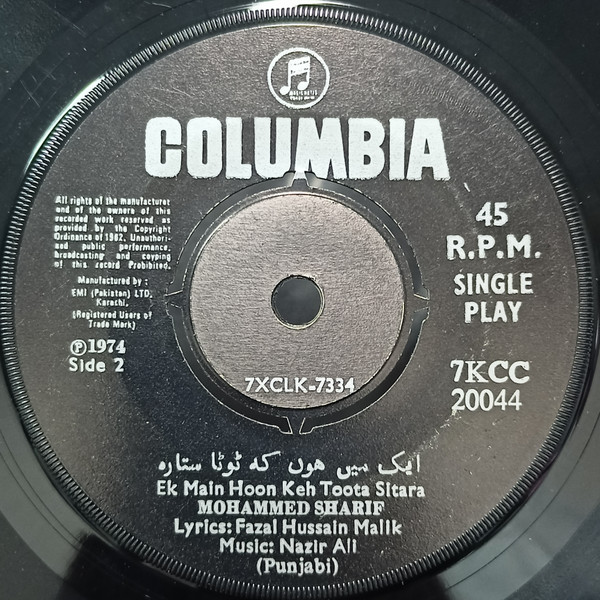 COLUMBIA
All rights of the manufacturer
and of the owners of this
recorded work reserved as
provided by the Copyright
Ordinance of 1962, Unauthori-
sed public performance,
broadcasting and copying
of this record Prohibited.
Manufactured by :
EMI (Pakistan) LTD.
Karachi,
(Registered Users of
Trade Mark)
Ⓟ1974
Side 2
45
R.P.M.
SINGLE
PLAY
7KCC
20044
7XCLK-7334
ایک میں ھوں کہ ٹوٹا ستارہ
Ek Main Hoon Keh Toota Sitara
MOHAMMED SHARIF
Lyrics: Fazal Hussain Malik
Music: Nazir Ali
(Punjabi)